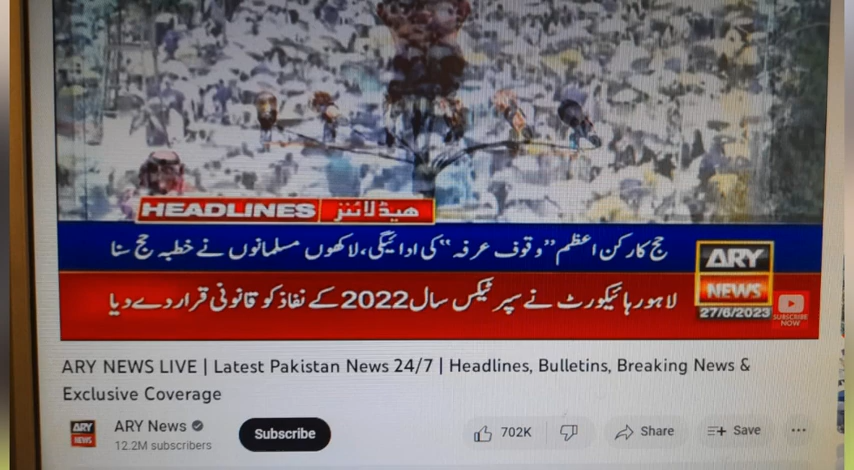 HEADLINES هیڈلائنز
حج کا رکن اعظم "وقوف عرفہ" کی ادائیگی، لاکھوں مسلمانوں نے خطبہ حج سنا
ARY
NEWS
لاہور ہائیکورٹ نے سپر ٹیکس سال 2022 کے نفاذ کو قانونی قرار دے دیا
27/6/2023
SUBSCRIBE
NOW
ARY NEWS LIVE | Latest Pakistan News 24/7 | Headlines, Bulletins, Breaking News &
Exclusive Coverage
ARY
NEWS
ARY News
12.2M subscribers
Subscribe
702K
Share
Save